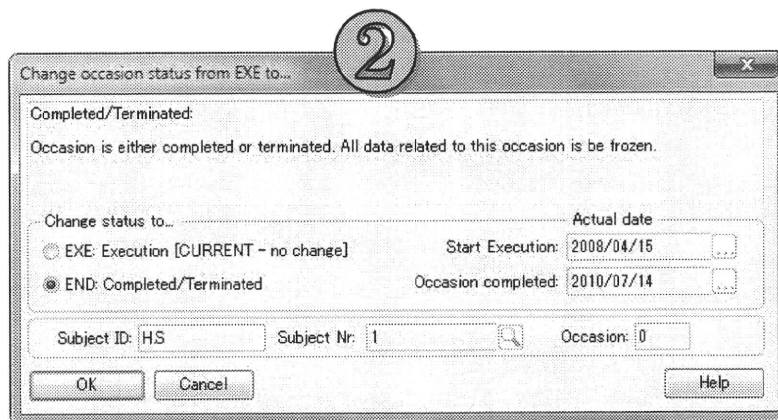 2
Change occasion status from EXE to...
Completed/Terminated:
Occasion is either completed or terminated. All data related to this occasion is be frozen.
Change status to... Actual date
EXE: Execution [CURRENT - no change] Start Execution: 2008/04/15 ...
END: Completed/Terminated Occasion completed: 2010/07/14 ...
Subject ID: HS Subject Nr: 1 Occasion: 0
OK Cancel Help